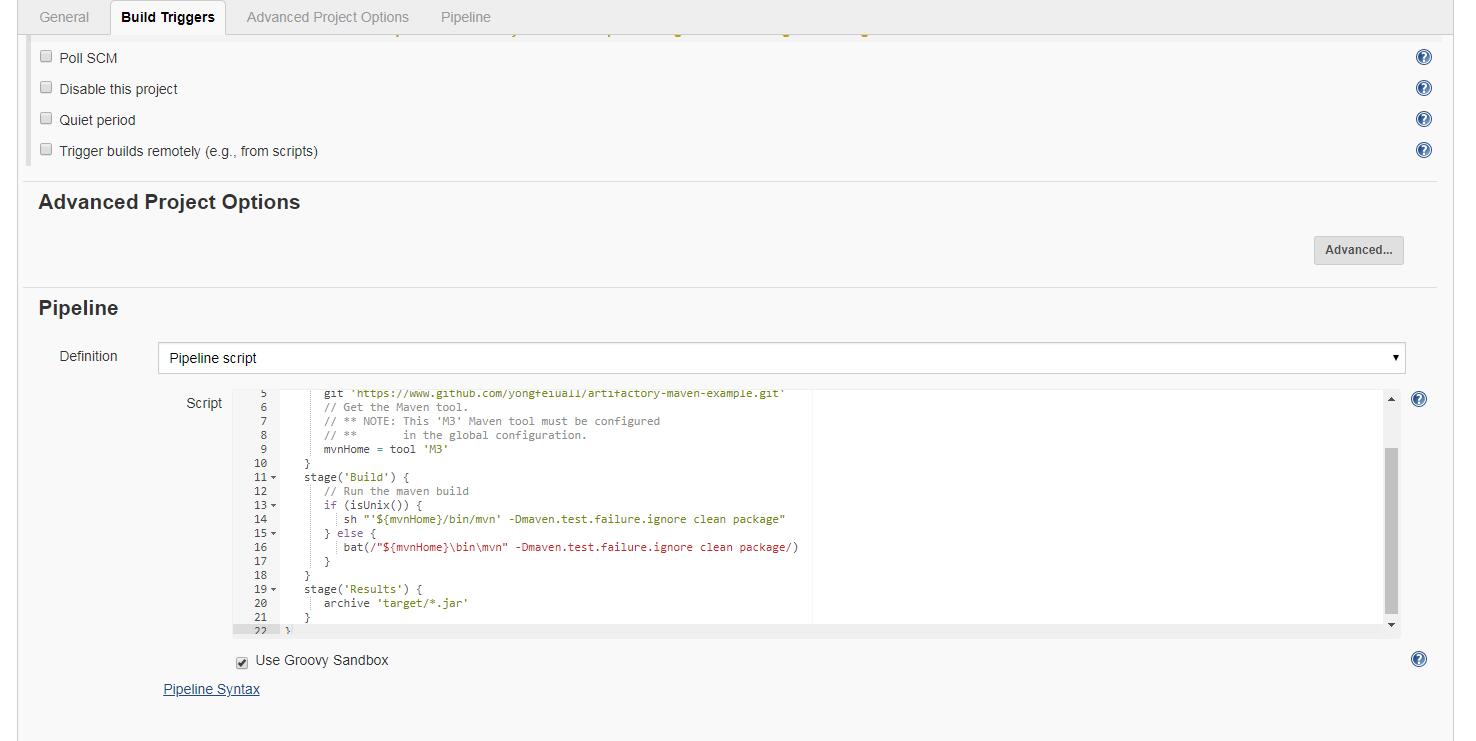 General Build Triggers Advanced Project Options Pipeline
Poll SCM
Disable this project
Quiet period
Trigger builds remotely (e.g., from scripts)
Advanced Project Options
Advanced...
Pipeline
Definition Pipeline script
Script
5 git 'https://www.github.com/yongfeiuall/artifactory-maven-example.git'
6 // Get the Maven tool.
7 // ** NOTE: This 'M3' Maven tool must be configured
8 // ** in the global configuration.
9 mvnHome = tool 'M3'
10 }
11 stage('Build') {
12 // Run the maven build
13 if (isUnix()) {
14 sh "'${mvnHome}/bin/mvn' -Dmaven.test.failure.ignore clean package"
15 } else {
16 bat(/"${mvnHome}\bin\mvn" -Dmaven.test.failure.ignore clean package/)
17 }
18 }
19 stage('Results') {
20 archive 'target/*.jar'
21 }
22 }
Use Groovy Sandbox
Pipeline Syntax